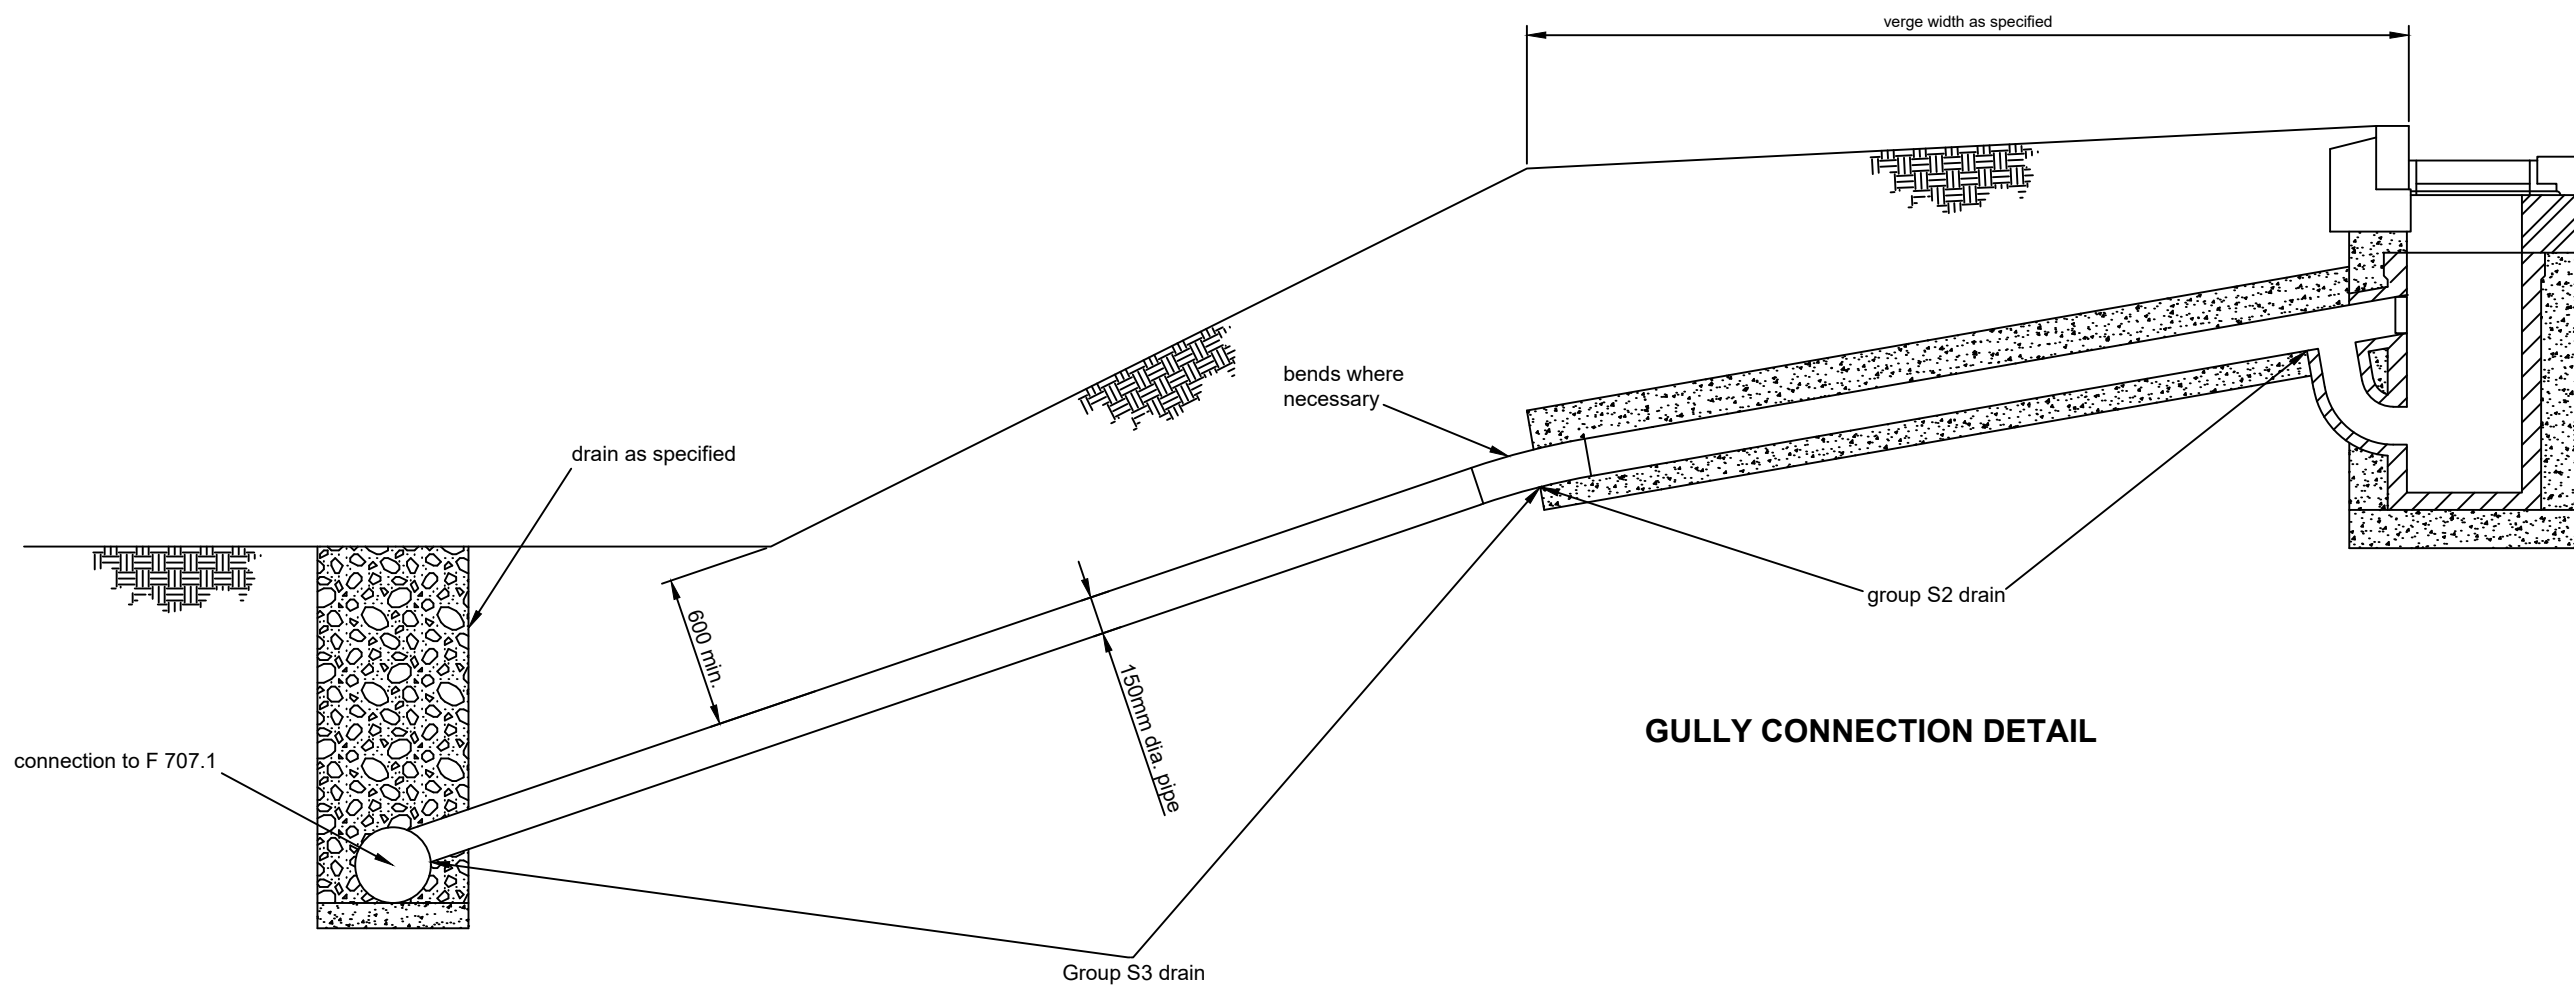 verge width as specified
bends where
necessary
drain as specified
group S2 drain
600 min.
150mm dia. pipe
GULLY CONNECTION DETAIL
connection to F 707.1
Group S3 drain